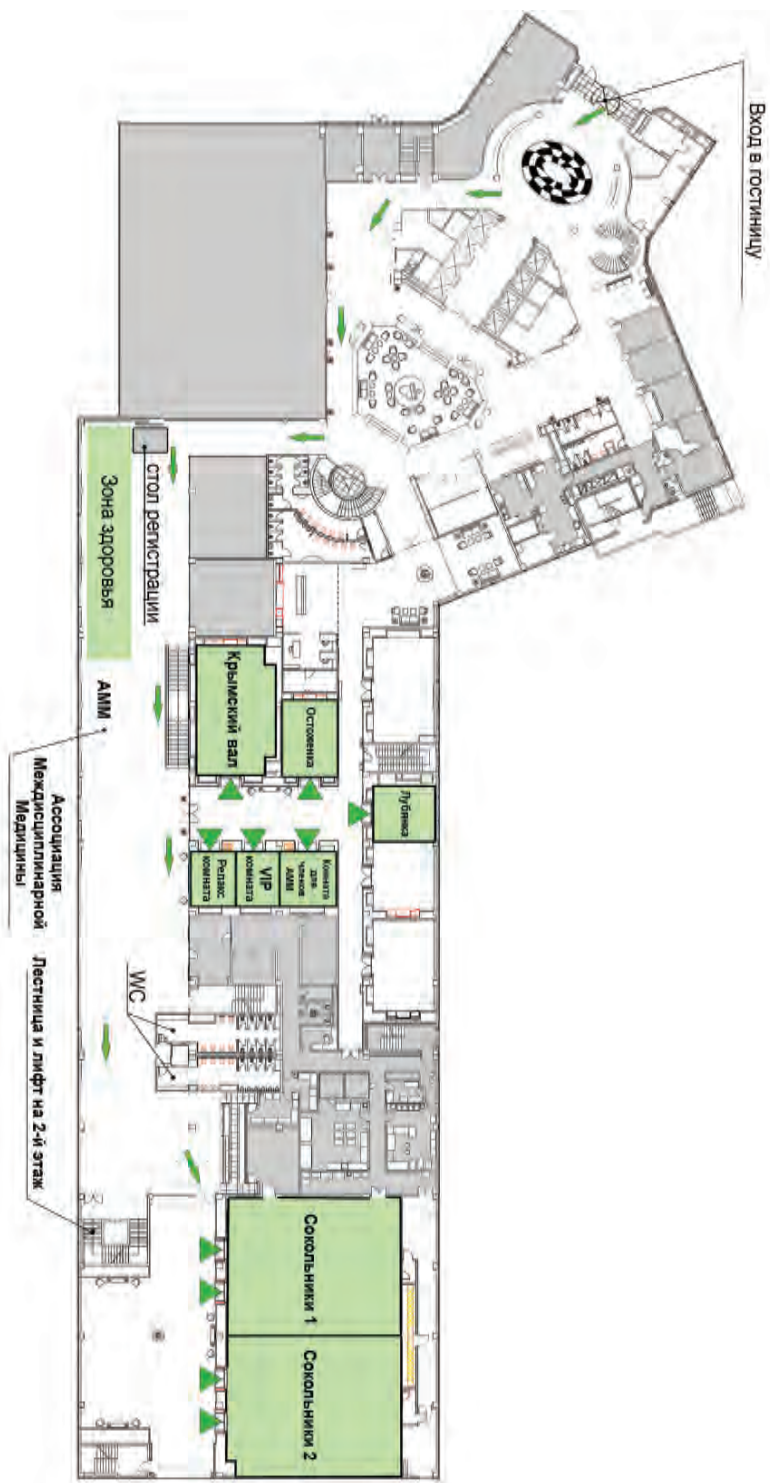 Вход в гостиницу
стол регистрации
Зона здоровья
АММ
Ассоциация
Междисциплинарной
Медицины
Крымский вал
Остоженка
Лубянка
Релакс
комната
VIP
комната
Комната
для
членов
АММ
WC
Лестница и лифт на 2-й этаж
Сокольники 1
Сокольники 2